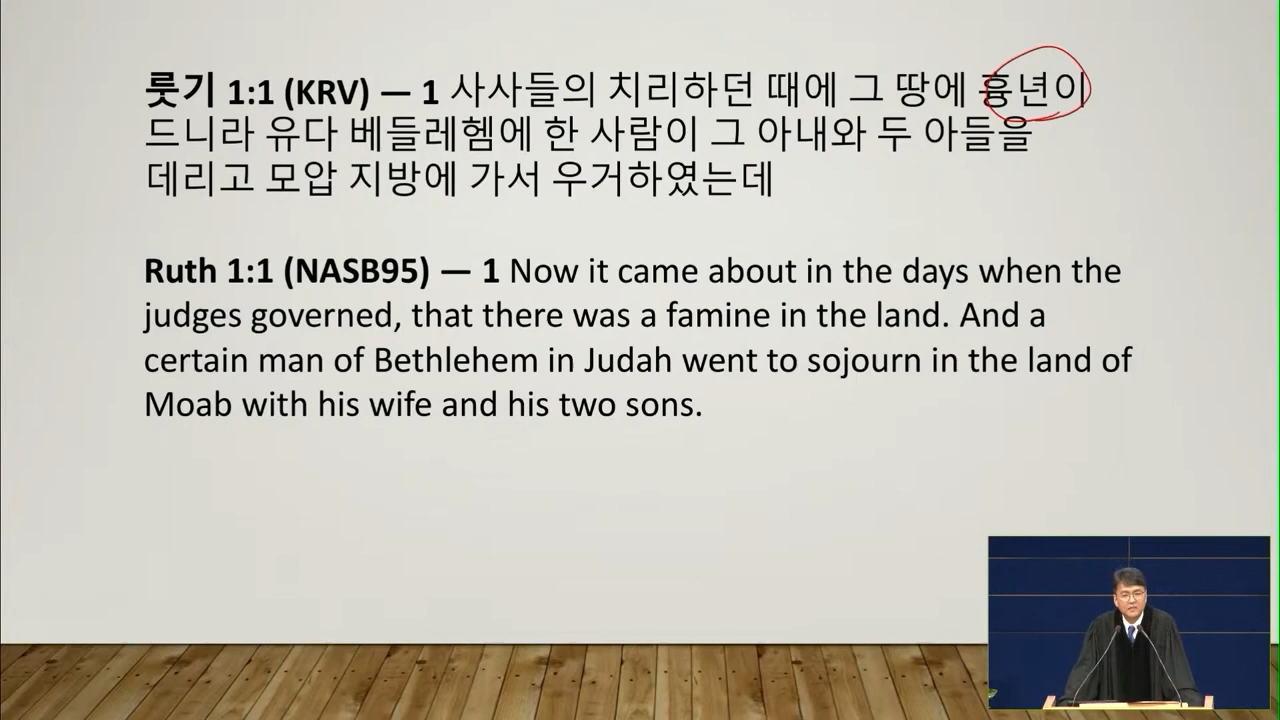 룻기 1:1 (KRV) — 1 사사들의 치리하던 때에 그 땅에 흉년이
드니라 유다 베들레헴에 한 사람이 그 아내와 두 아들을
데리고 모압 지방에 가서 우거하였는데
Ruth 1:1 (NASB95) — 1 Now it came about in the days when the
judges governed, that there was a famine in the land. And a
certain man of Bethlehem in Judah went to sojourn in the land of
Moab with his wife and his two sons.